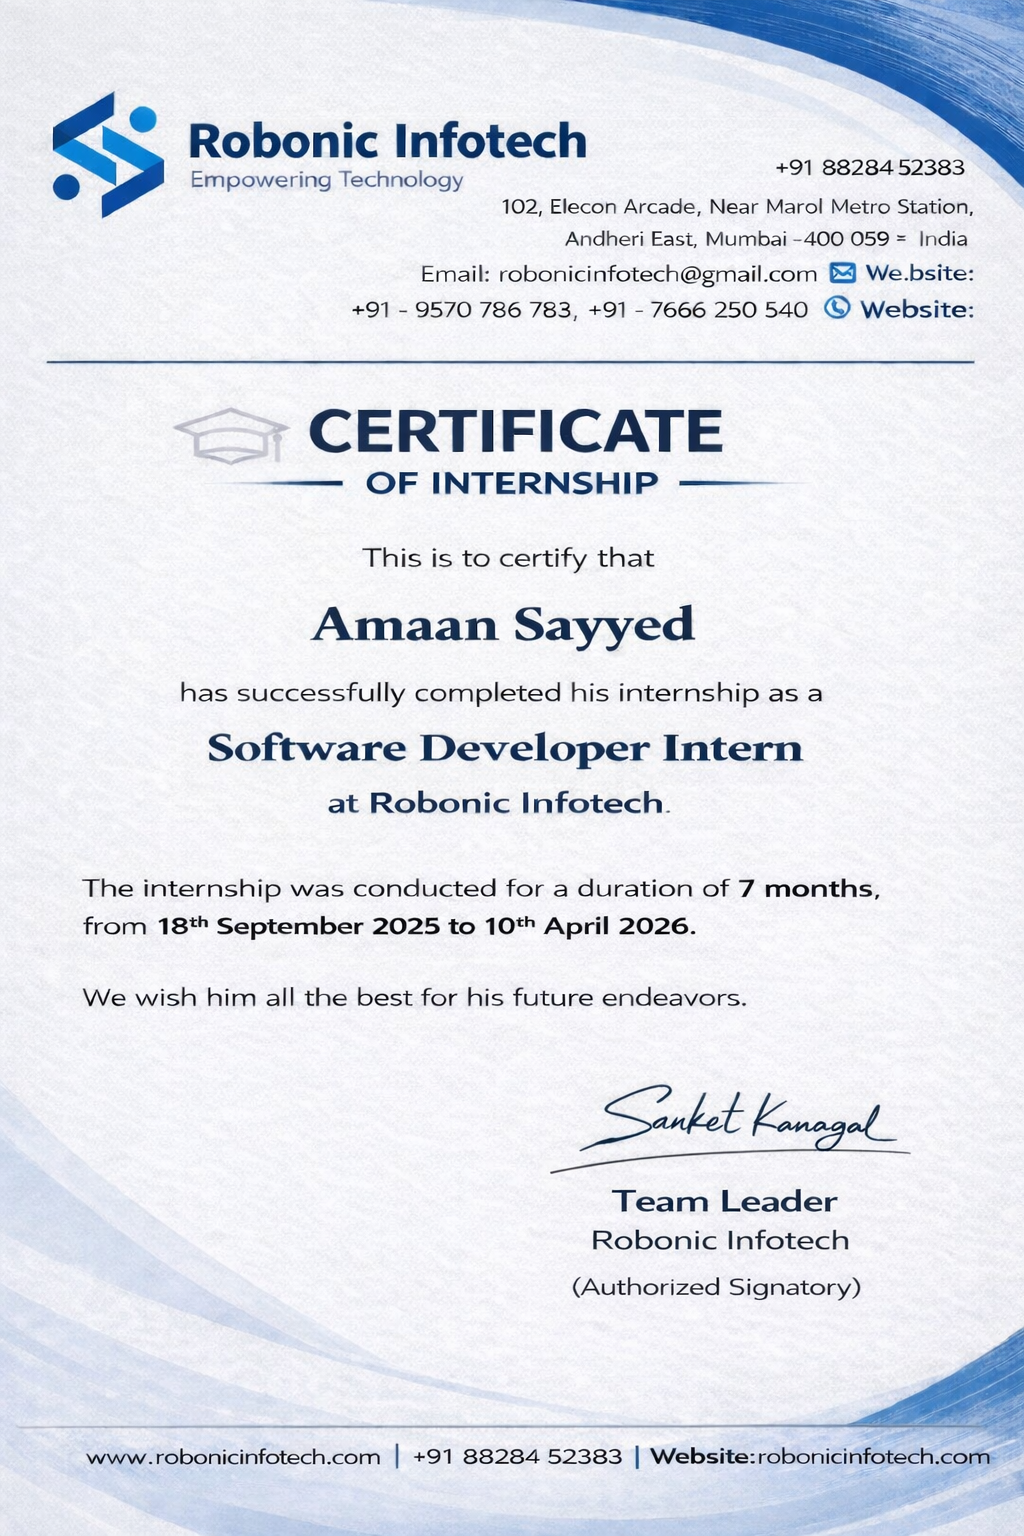 Robonic Infotech
Empowering Technology
+91 88284 52383
102, Elecon Arcade, Near Marol Metro Station,
Andheri East, Mumbai -400 059 = India
Email: robonicinfotech@gmail.com We.bsite:
+91 - 9570 786 783, +91 - 7666 250 540 Website:
CERTIFICATE
OF INTERNSHIP
This is to certify that
Amaan Sayyed
has successfully completed his internship as a
Software Developer Intern
at Robonic Infotech.
The internship was conducted for a duration of 7 months,
from 18th September 2025 to 10th April 2026.
We wish him all the best for his future endeavors.
Sanket Kanagal
Team Leader
Robonic Infotech
(Authorized Signatory)
www.robonicinfotech.com | +91 88284 52383 | Website:robonicinfotech.com